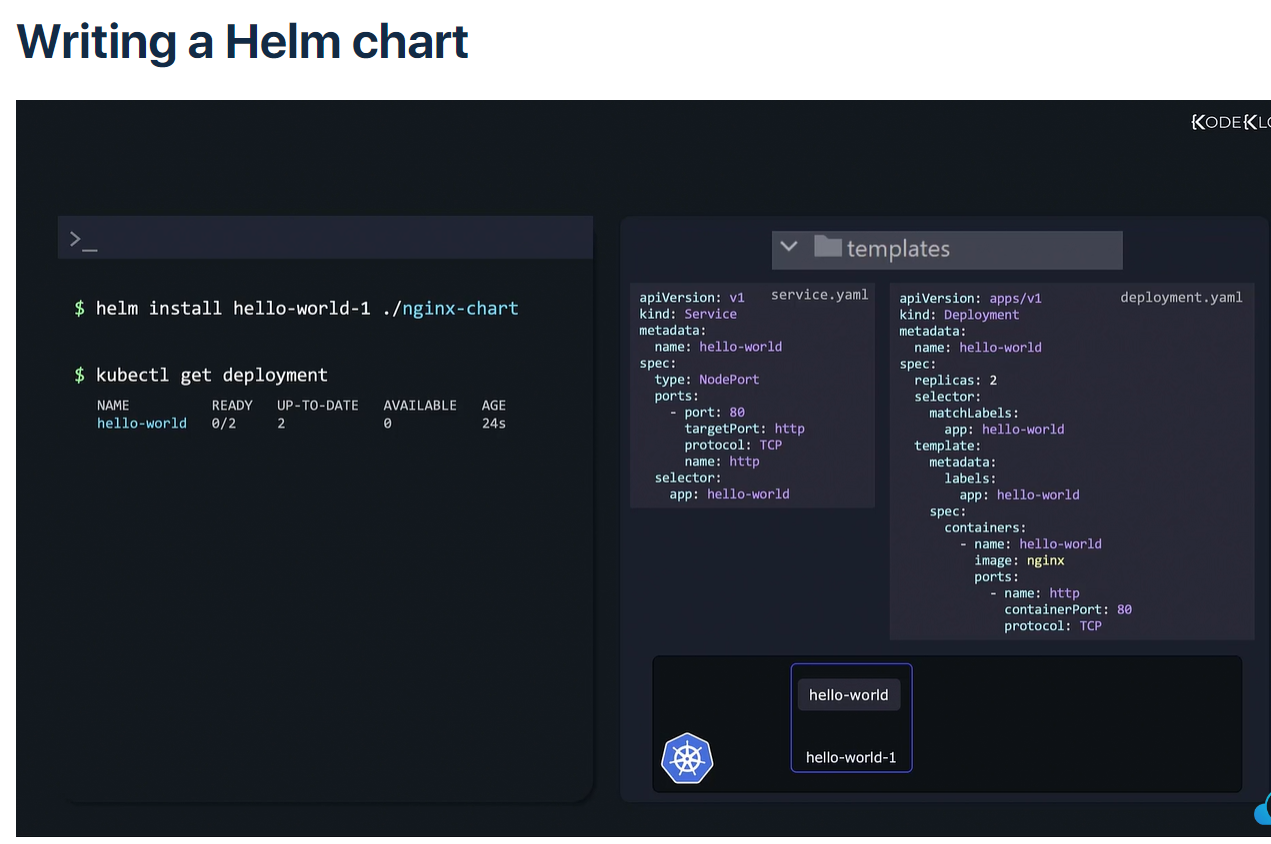 Writing a Helm chart
>_
$ helm install hello-world-1 ./nginx-chart
$ kubectl get deployment
NAME READY UP-TO-DATE AVAILABLE AGE
hello-world 0/2 2 0 24s
templates
service.yaml
apiVersion: v1
kind: Service
metadata:
  name: hello-world
spec:
  type: NodePort
  ports:
    - port: 80
      targetPort: http
      protocol: TCP
      name: http
  selector:
    app: hello-world
deployment.yaml
apiVersion: apps/v1
kind: Deployment
metadata:
  name: hello-world
spec:
  replicas: 2
  selector:
    matchLabels:
      app: hello-world
  template:
    metadata:
      labels:
        app: hello-world
    spec:
      containers:
        - name: hello-world
          image: nginx
          ports:
            - name: http
              containerPort: 80
              protocol: TCP
hello-world
hello-world-1